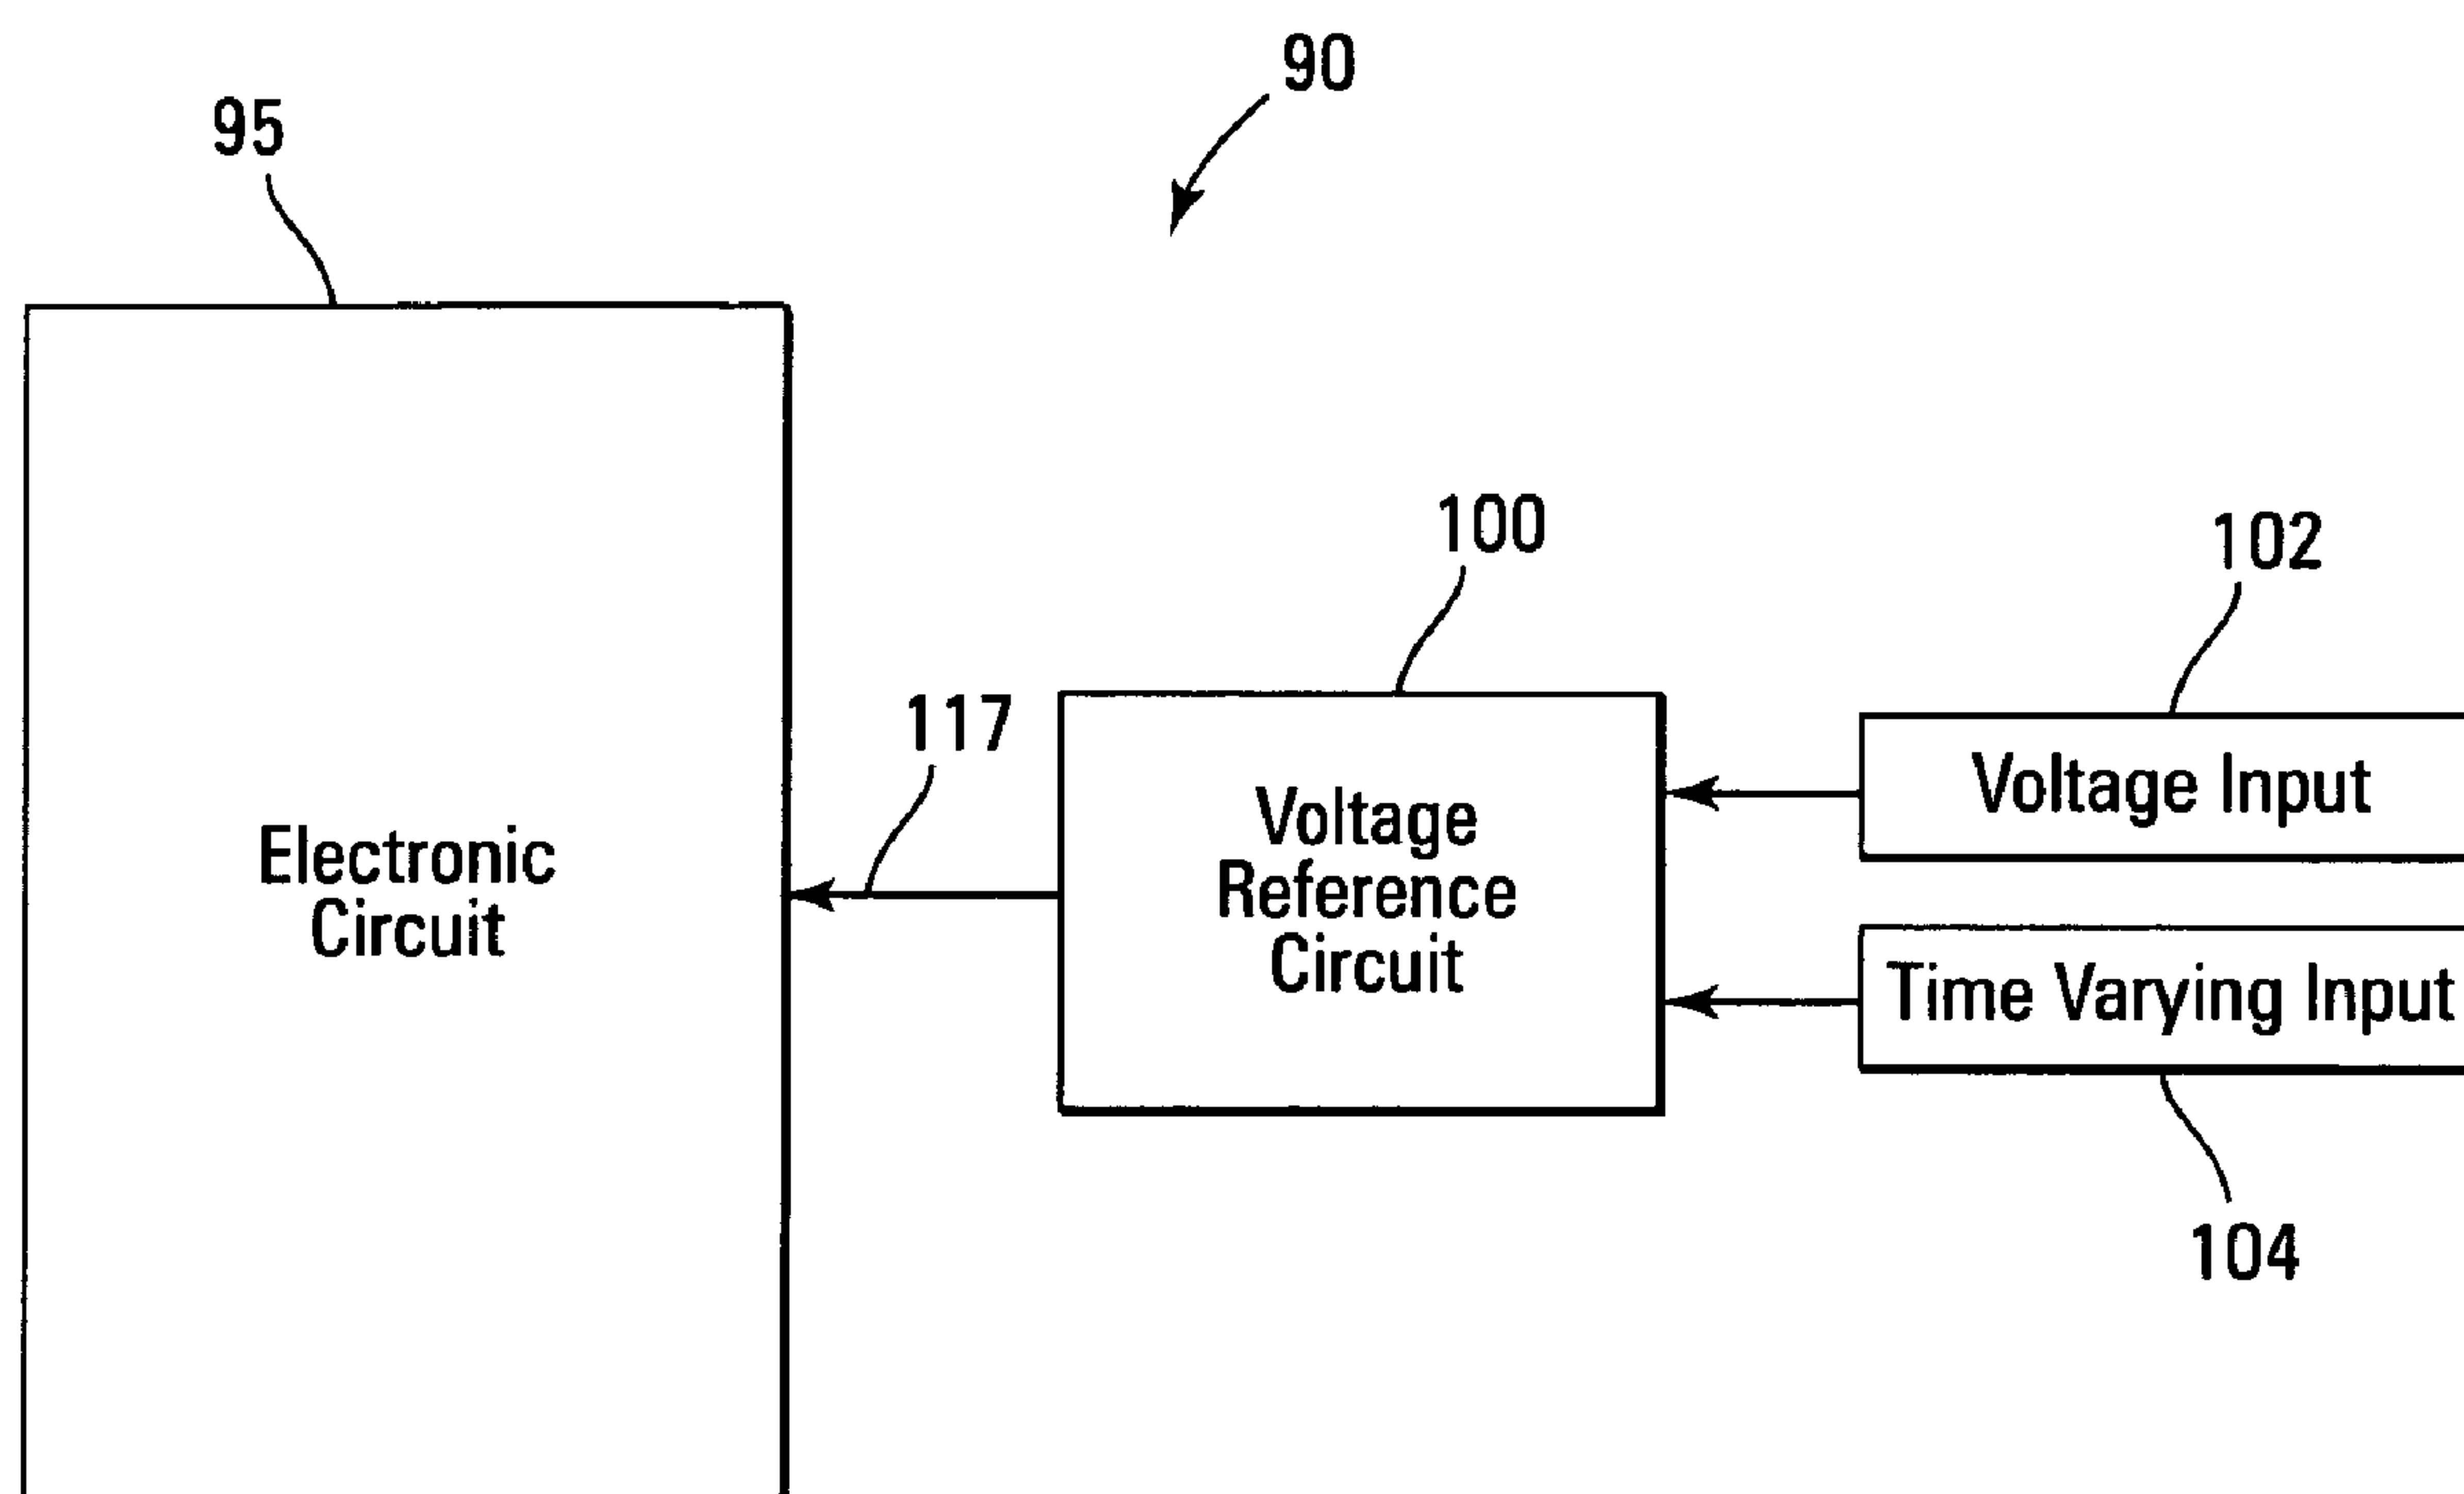 90
95
100
102
117
Voltage Input
Voltage
Reference
Circuit
Electronic
Circuit
Time Varying Input
104